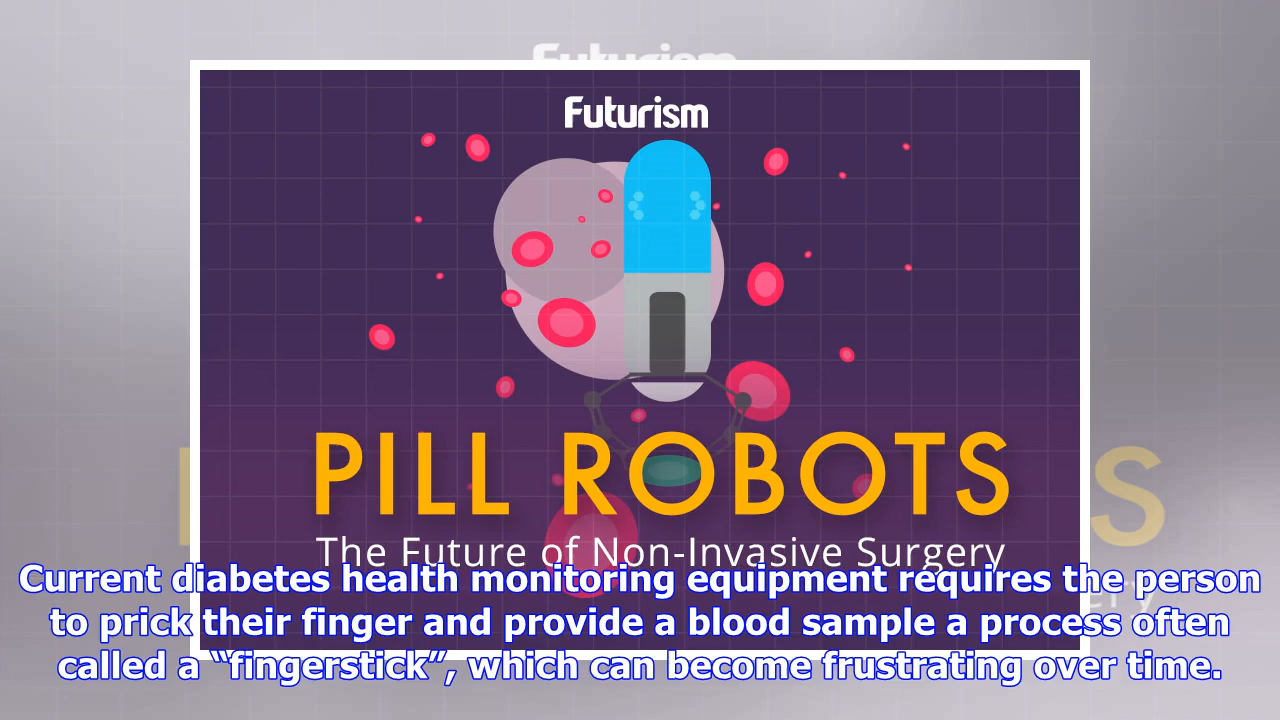 Futurism
Futurism
PILL ROBOTS
The Future of Non-Invasive Surgery
Current diabetes health monitoring equipment requires the person
to prick their finger and provide a blood sample a process often
called a “fingerstick”, which can become frustrating over time.